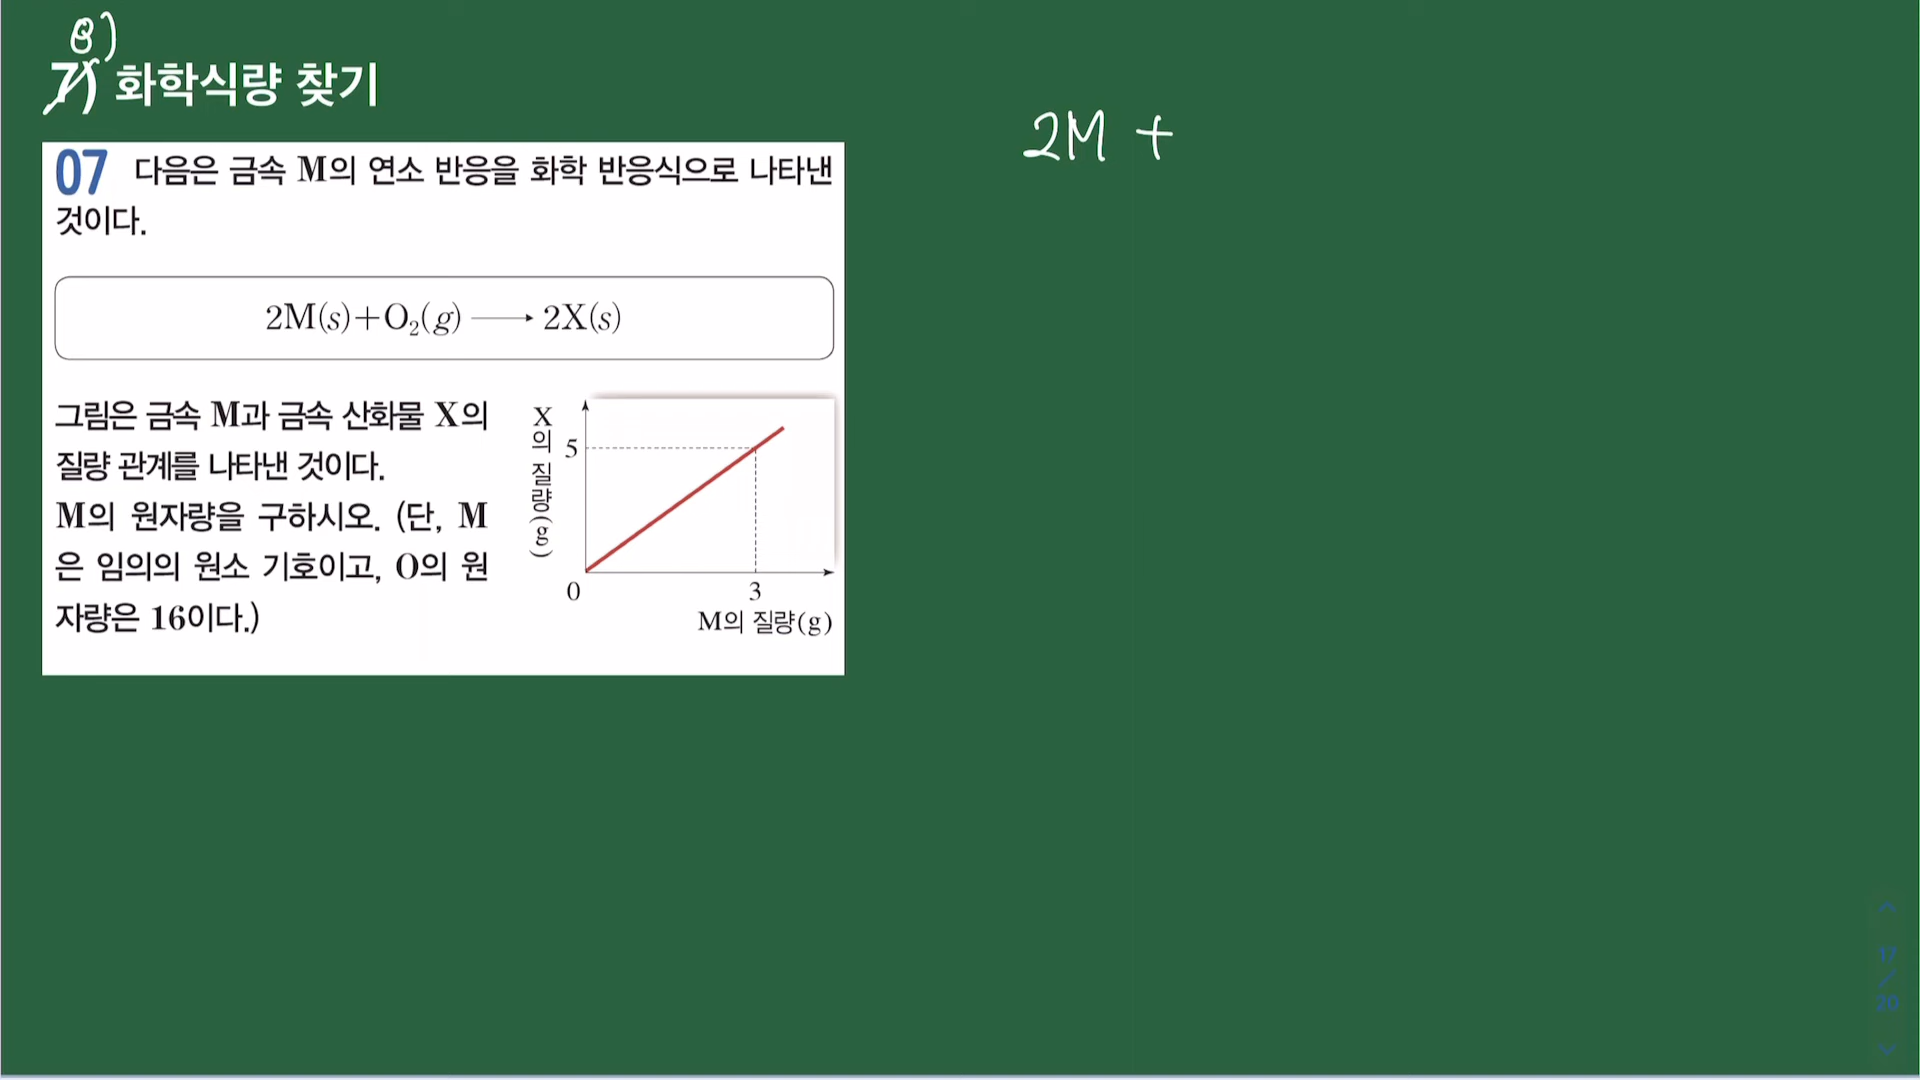 8)
7) 화학식량 찾기
2M +
07 다음은 금속 M의 연소 반응을 화학 반응식으로 나타낸
것이다.
2M(s)+O₂(g) ⟶ 2X(s)
그림은 금속 M과 금속 산화물 X의
질량 관계를 나타낸 것이다.
M의 원자량을 구하시오. (단, M
은 임의의 원소 기호이고, O의 원
자량은 16이다.)
X의 질량(g)
5
0
3
M의 질량(g)
17
/
20